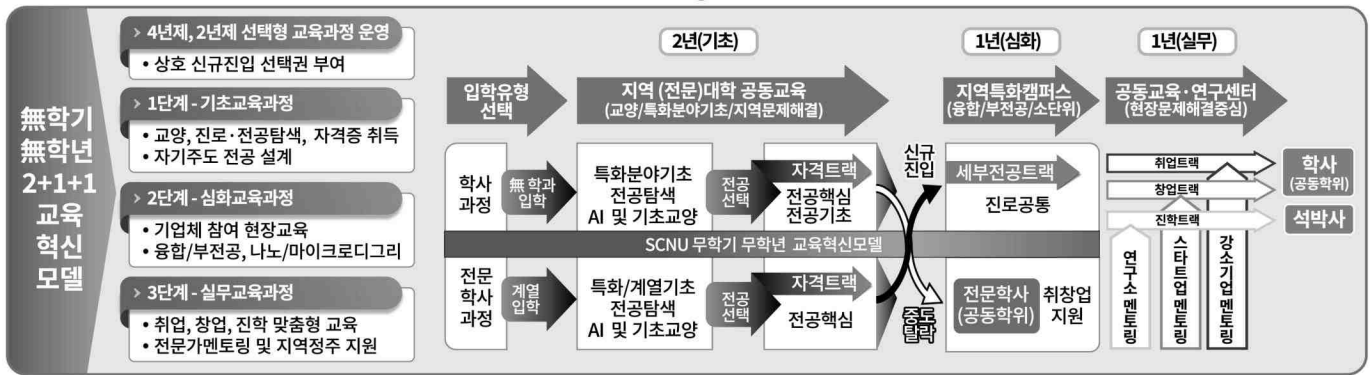 無학기
無학년
2+1+1
교육
혁신
모델
> 4년제, 2년제 선택형 교육과정 운영
• 상호 신규진입 선택권 부여
> 1단계 - 기초교육과정
• 교양, 진로·전공탐색, 자격증 취득
• 자기주도 전공 설계
> 2단계 - 심화교육과정
• 기업체 참여 현장교육
• 융합/부전공, 나노/마이크로디그리
> 3단계 - 실무교육과정
• 취업, 창업, 진학 맞춤형 교육
• 전문가멘토링 및 지역정주 지원
2년(기초)
1년(심화)
1년(실무)
입학유형
선택
지역 (전문)대학 공동교육
(교양/특화분야기초/지역문제해결)
지역특화캠퍼스
(융합/부전공/소단위)
공동교육·연구센터
(현장문제해결중심)
학사
과정
無 학과
입학
특화분야기초
전공탐색
AI 및 기초교양
전공
선택
자격트랙
전공핵심
전공기초
신규
진입
세부전공트랙
진로공통
취업트랙
창업트랙
진학트랙
학사
(공동학위)
석박사
SCNU 무학기 무학년 교육혁신모델
전문
학사
과정
계열
입학
특화/계열기초
전공탐색
AI 및 기초교양
전공
선택
자격트랙
전공핵심
중도
탈락
전문학사
(공동학위)
취창업
지원
연구소 멘토링
스타트업 멘토링
강소기업 멘토링